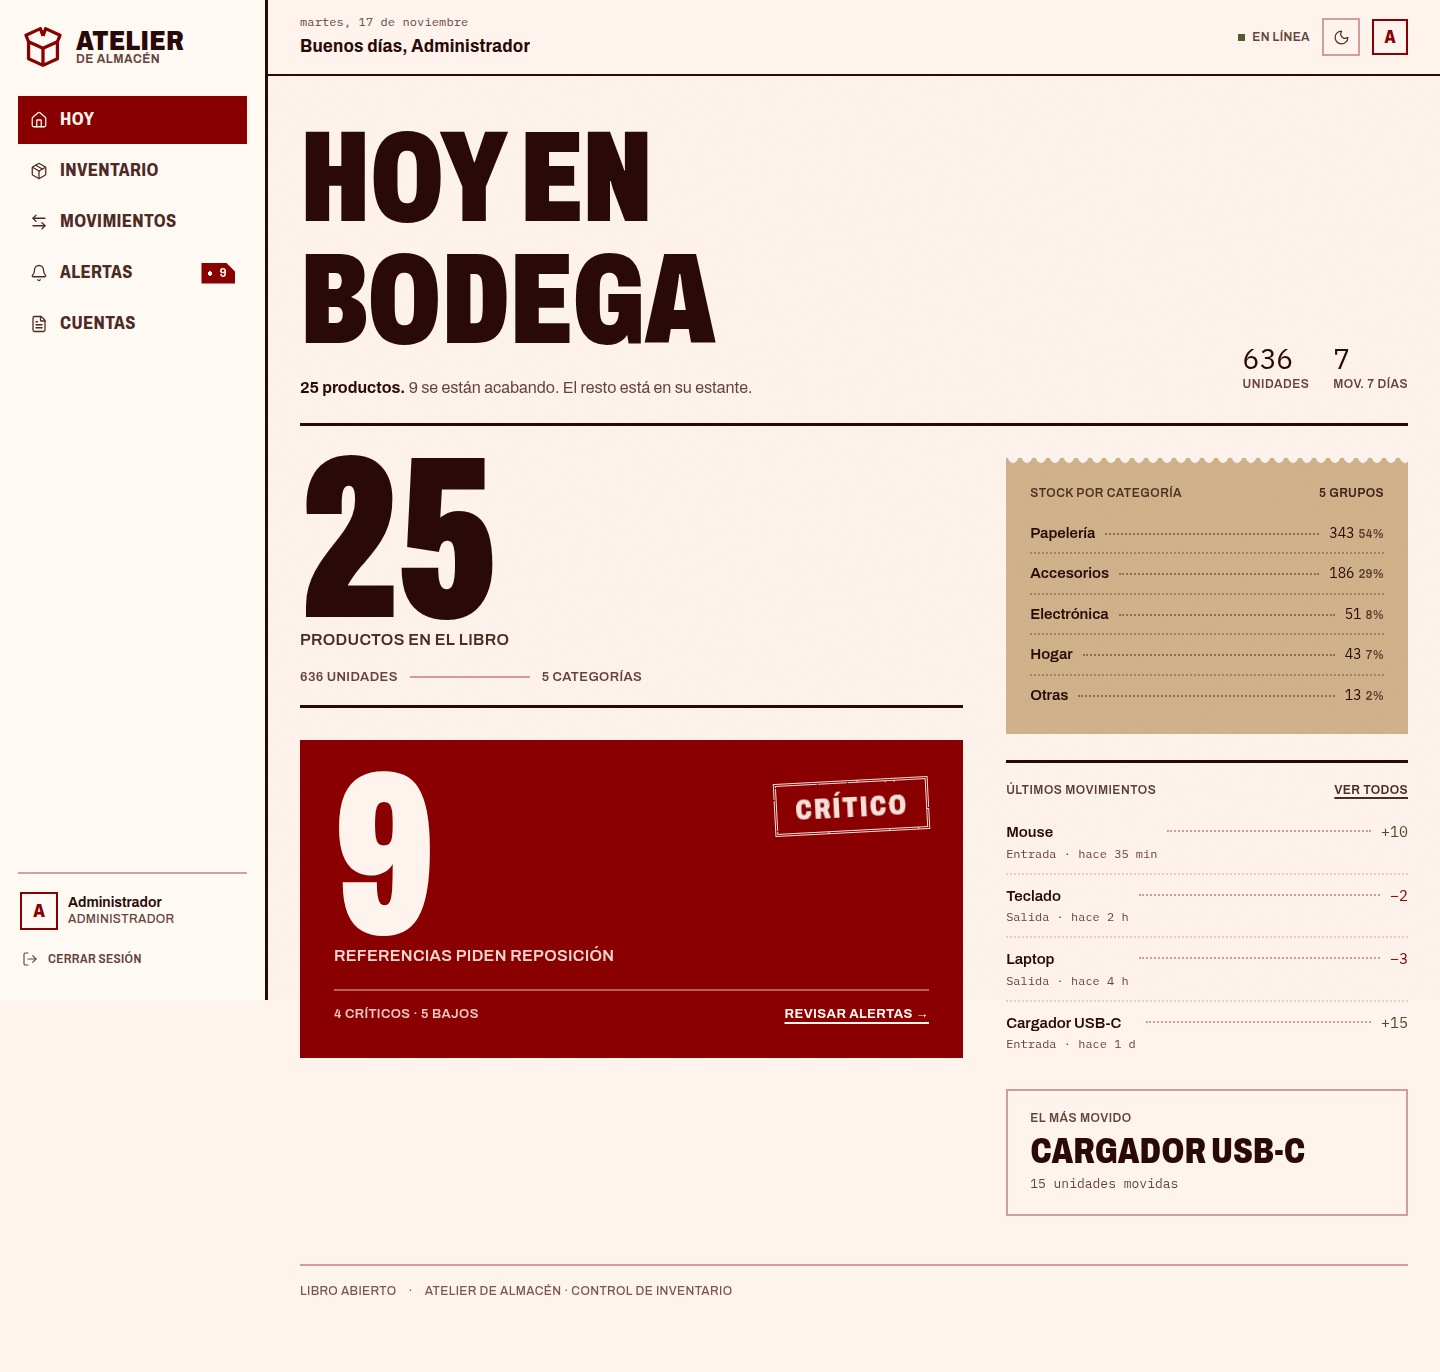 ATELIER
DE ALMACÉN
HOY
INVENTARIO
MOVIMIENTOS
ALERTAS 9
CUENTAS
A
Administrador
ADMINISTRADOR
CERRAR SESIÓN
martes, 17 de noviembre
Buenos días, Administrador
EN LÍNEA
A
HOY EN
BODEGA
25 productos. 9 se están acabando. El resto está en su estante.
636
UNIDADES
7
MOV. 7 DÍAS
25
PRODUCTOS EN EL LIBRO
636 UNIDADES 5 CATEGORÍAS
9
CRÍTICO
REFERENCIAS PIDEN REPOSICIÓN
4 CRÍTICOS · 5 BAJOS REVISAR ALERTAS →
STOCK POR CATEGORÍA 5 GRUPOS
Papelería 343 54%
Accesorios 186 29%
Electrónica 51 8%
Hogar 43 7%
Otras 13 2%
ÚLTIMOS MOVIMIENTOS VER TODOS
Mouse +10
Entrada · hace 35 min
Teclado −2
Salida · hace 2 h
Laptop −3
Salida · hace 4 h
Cargador USB-C +15
Entrada · hace 1 d
EL MÁS MOVIDO
CARGADOR USB-C
15 unidades movidas
LIBRO ABIERTO · ATELIER DE ALMACÉN · CONTROL DE INVENTARIO